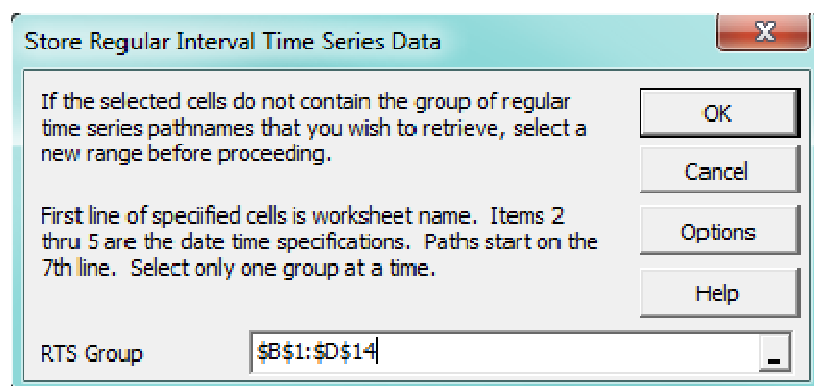 Store Regular Interval Time Series Data
X
If the selected cells do not contain the group of regular
time series pathnames that you wish to retrieve, select a
new range before proceeding.
OK
Cancel
First line of speciified cells is worksheet name. Items 2
thru 5 are the date time specifications. Paths start on the
7th line. Select only one group at a time.
Options
Help
RTS Group
$B$1:$D$14